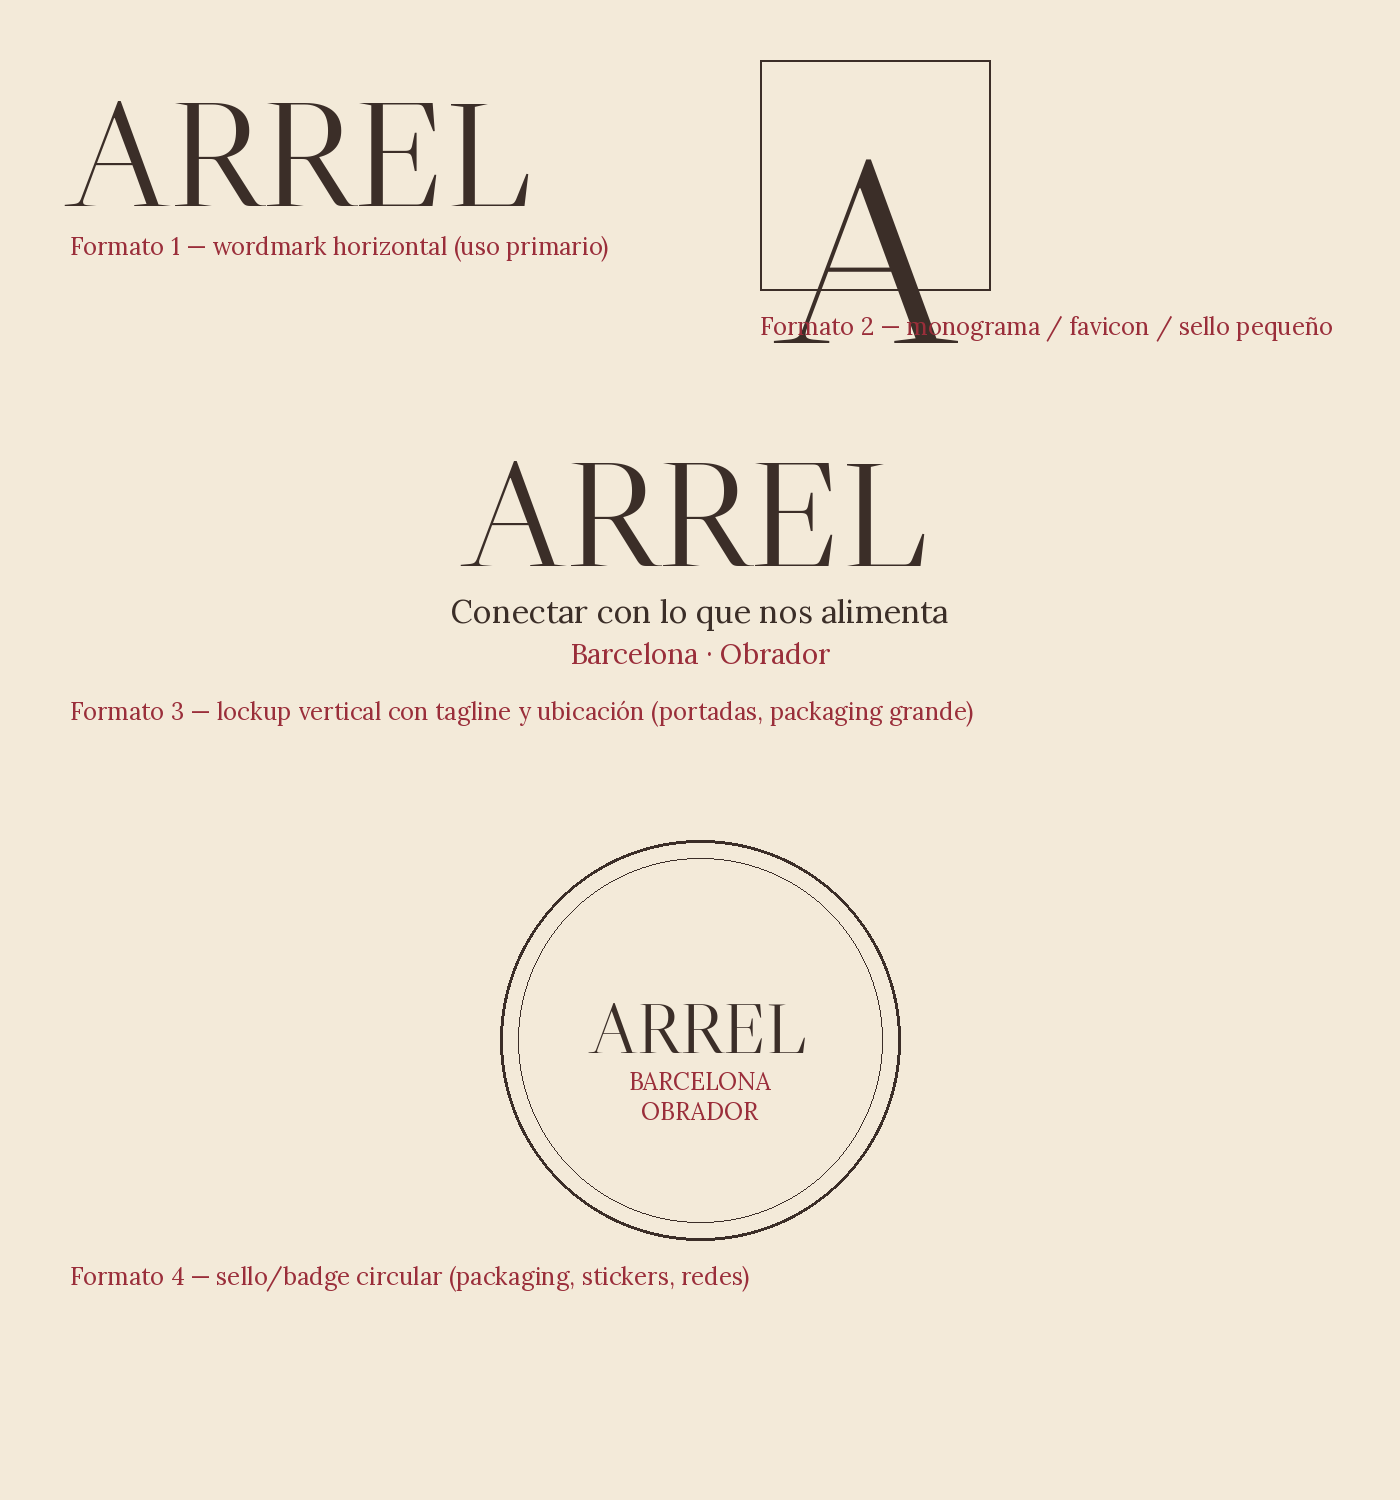 ARREL
Formato 1 — wordmark horizontal (uso primario)
A
Formato 2 — monograma / favicon / sello pequeño
ARREL
Conectar con lo que nos alimenta
Barcelona · Obrador
Formato 3 — lockup vertical con tagline y ubicación (portadas, packaging grande)
ARREL
BARCELONA
OBRADOR
Formato 4 — sello/badge circular (packaging, stickers, redes)